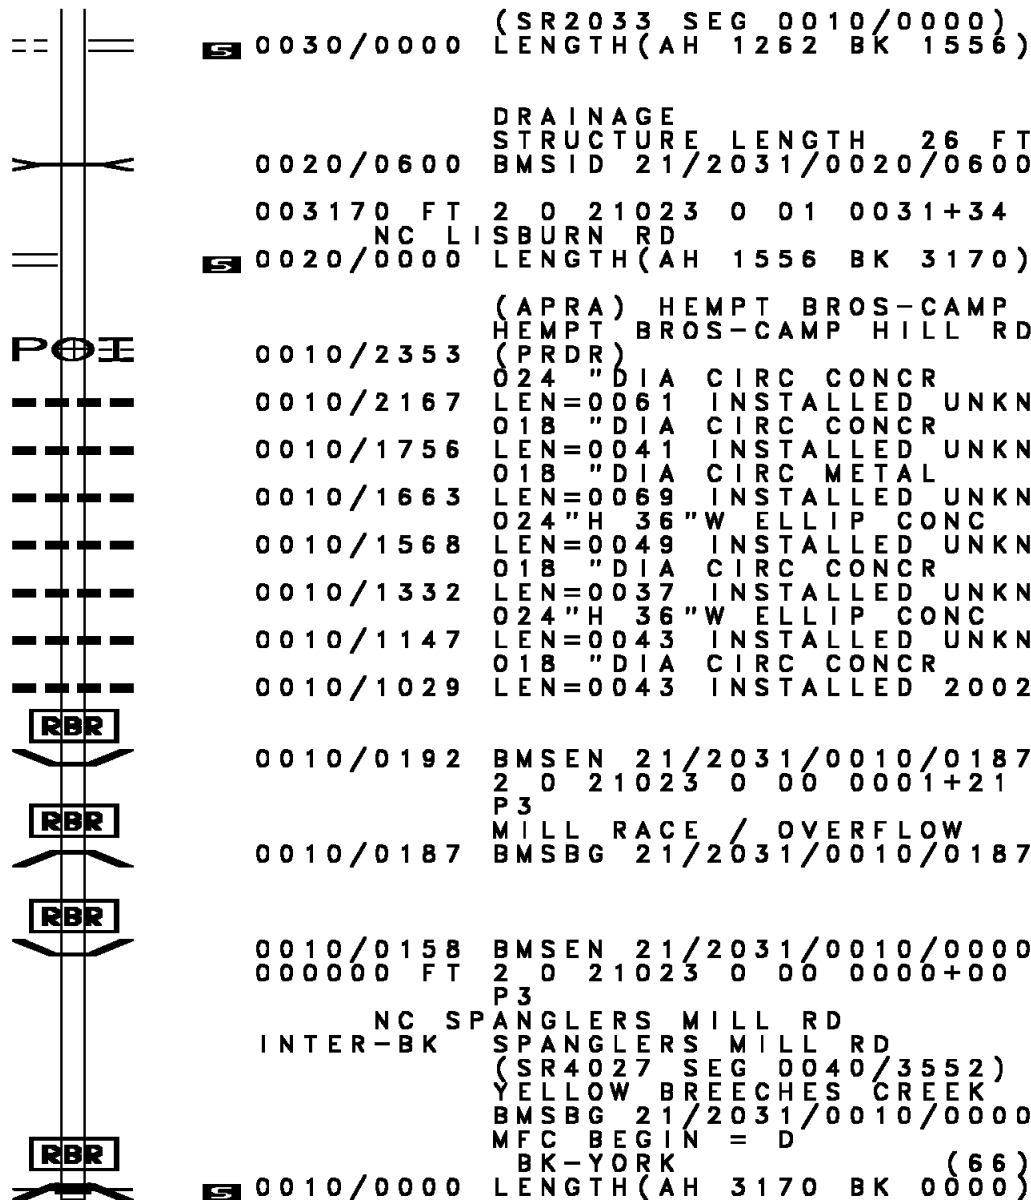 (SR2033 SEG 0010/0000)
S 0030/0000 LENGTH(AH 1262 BK 1556)
DRAINAGE
STRUCTURE LENGTH 26 FT
0020/0600 BMSID 21/2031/0020/0600
003170 FT 2 0 21023 0 01 0031+34
NC LISBURN RD
S 0020/0000 LENGTH(AH 1556 BK 3170)
(APRA) HEMPT BROS-CAMP
HEMPT BROS-CAMP HILL RD
POI 0010/2353 (PRDR)
024 "DIA CIRC CONCR
0010/2167 LEN=0061 INSTALLED UNKN
018 "DIA CIRC CONCR
0010/1756 LEN=0041 INSTALLED UNKN
018 "DIA CIRC METAL
0010/1663 LEN=0069 INSTALLED UNKN
024"H 36"W ELLIP CONC
0010/1568 LEN=0049 INSTALLED UNKN
018 "DIA CIRC CONCR
0010/1332 LEN=0037 INSTALLED UNKN
024"H 36"W ELLIP CONC
0010/1147 LEN=0043 INSTALLED UNKN
018 "DIA CIRC CONCR
0010/1029 LEN=0043 INSTALLED 2002
RBR
0010/0192 BMSEN 21/2031/0010/0187
2 0 21023 0 00 0001+21
P3
RBR
MILL RACE / OVERFLOW
0010/0187 BMSBG 21/2031/0010/0187
RBR
0010/0158 BMSEN 21/2031/0010/0000
000000 FT 2 0 21023 0 00 0000+00
P3
NC SPANGLERS MILL RD
INTER-BK SPANGLERS MILL RD
(SR4027 SEG 0040/3552)
YELLOW BREECHES CREEK
BMSBG 21/2031/0010/0000
MFC BEGIN = D
RBR
BK-YORK (66)
S 0010/0000 LENGTH(AH 3170 BK 0000)